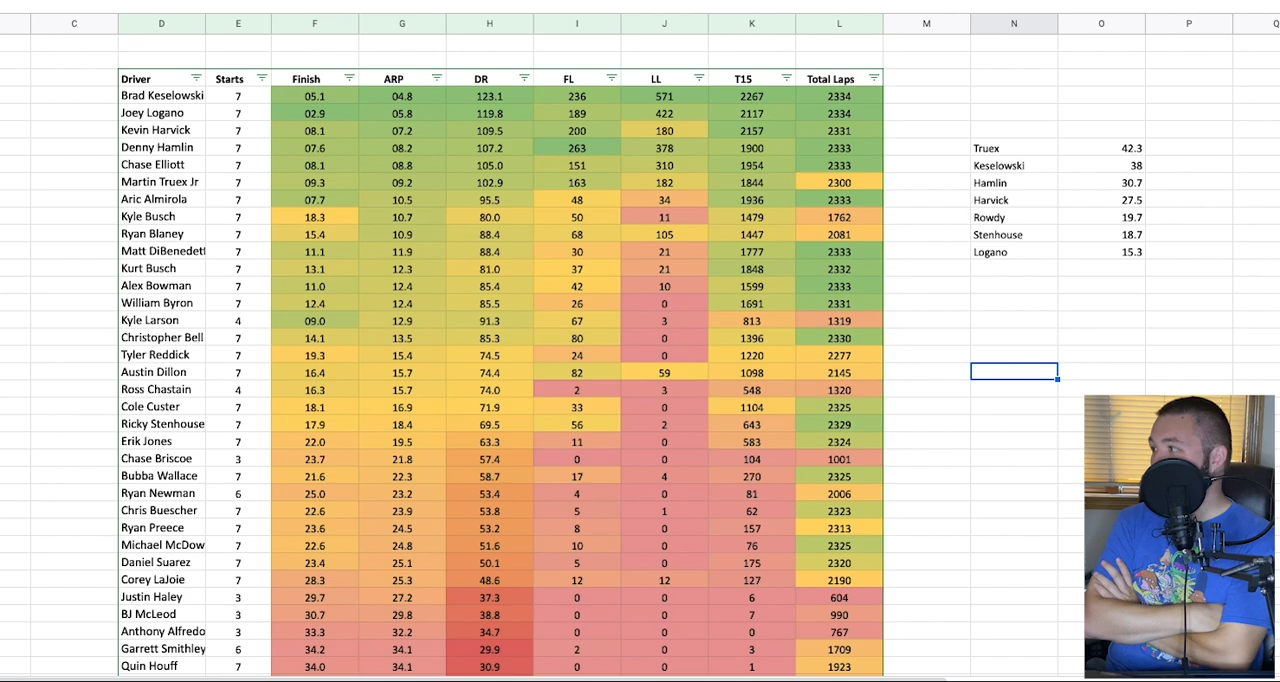 C D E F G H I J K L M N O P Q
Driver Starts Finish ARP DR FL LL T15 Total Laps
Brad Keselowski 7 05.1 04.8 123.1 236 571 2267 2334
Joey Logano 7 02.9 05.8 119.8 189 422 2117 2334
Kevin Harvick 7 08.1 07.2 109.5 200 180 2157 2331
Denny Hamlin 7 07.6 08.2 107.2 263 378 1900 2333 Truex 42.3
Chase Elliott 7 08.1 08.8 105.0 151 310 1954 2333 Keselowski 38
Martin Truex Jr 7 09.3 09.2 102.9 163 182 1844 2300 Hamlin 30.7
Aric Almirola 7 07.7 10.5 95.5 48 34 1936 2333 Harvick 27.5
Kyle Busch 7 18.3 10.7 80.0 50 11 1479 1762 Rowdy 19.7
Ryan Blaney 7 15.4 10.9 88.4 68 105 1447 2081 Stenhouse 18.7
Matt DiBenedett 7 11.1 11.9 88.4 30 21 1777 2333 Logano 15.3
Kurt Busch 7 13.1 12.3 81.0 37 21 1848 2332
Alex Bowman 7 11.0 12.4 85.4 42 10 1599 2333
William Byron 7 12.4 12.4 85.5 26 0 1691 2331
Kyle Larson 4 09.0 12.9 91.3 67 3 813 1319
Christopher Bell 7 14.1 13.5 85.3 80 0 1396 2330
Tyler Reddick 7 19.3 15.4 74.5 24 0 1220 2277
Austin Dillon 7 16.4 15.7 74.4 82 59 1098 2145
Ross Chastain 4 16.3 15.7 74.0 2 3 548 1320
Cole Custer 7 18.1 16.9 71.9 33 0 1104 2325
Ricky Stenhouse 7 17.9 18.4 69.5 56 2 643 2329
Erik Jones 7 22.0 19.5 63.3 11 0 583 2324
Chase Briscoe 3 23.7 21.8 57.4 0 0 104 1001
Bubba Wallace 7 21.6 22.3 58.7 17 4 270 2325
Ryan Newman 6 25.0 23.2 53.4 4 0 81 2006
Chris Buescher 7 22.6 23.9 53.8 5 1 62 2323
Ryan Preece 7 23.6 24.5 53.2 8 0 157 2313
Michael McDow 7 22.6 24.8 51.6 10 0 76 2325
Daniel Suarez 7 23.4 25.1 50.1 5 0 175 2320
Corey LaJoie 7 28.3 25.3 48.6 12 12 127 2190
Justin Haley 3 29.7 27.2 37.3 0 0 6 604
BJ McLeod 3 30.7 29.8 38.8 0 0 7 990
Anthony Alfredo 3 33.3 32.2 34.7 0 0 0 767
Garrett Smithley 6 34.2 34.1 29.9 2 0 3 1709
Quin Houff 7 34.0 34.1 30.9 0 0 1 1923